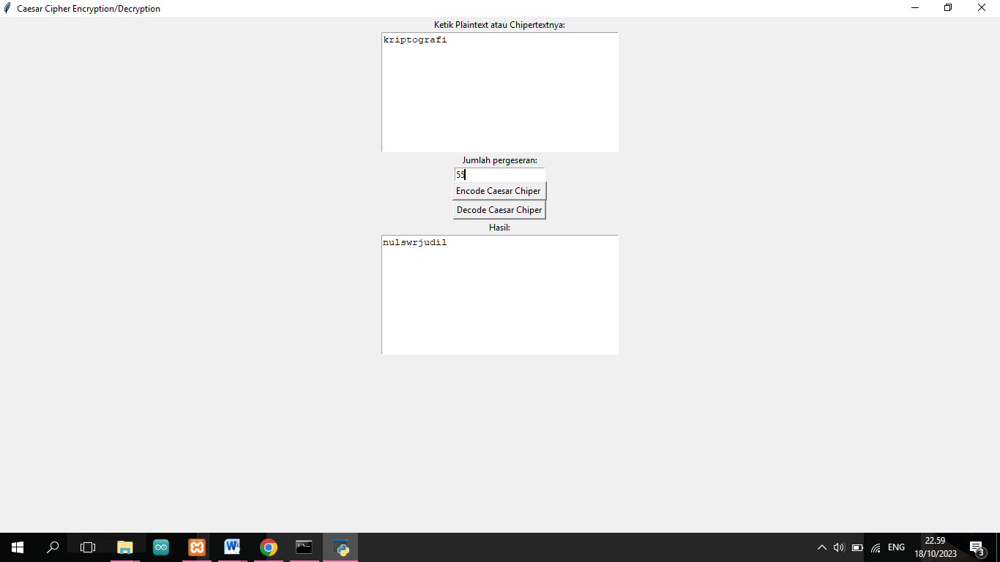 Caesar Cipher Encryption/Decryption
Ketik Plaintext atau Chipertextnya:
kriptografi
Jumlah pergeseran:
55
Encode Caesar Chiper
Decode Caesar Chiper
Hasil:
nulswrjudil
ENG
22.59
18/10/2023
3